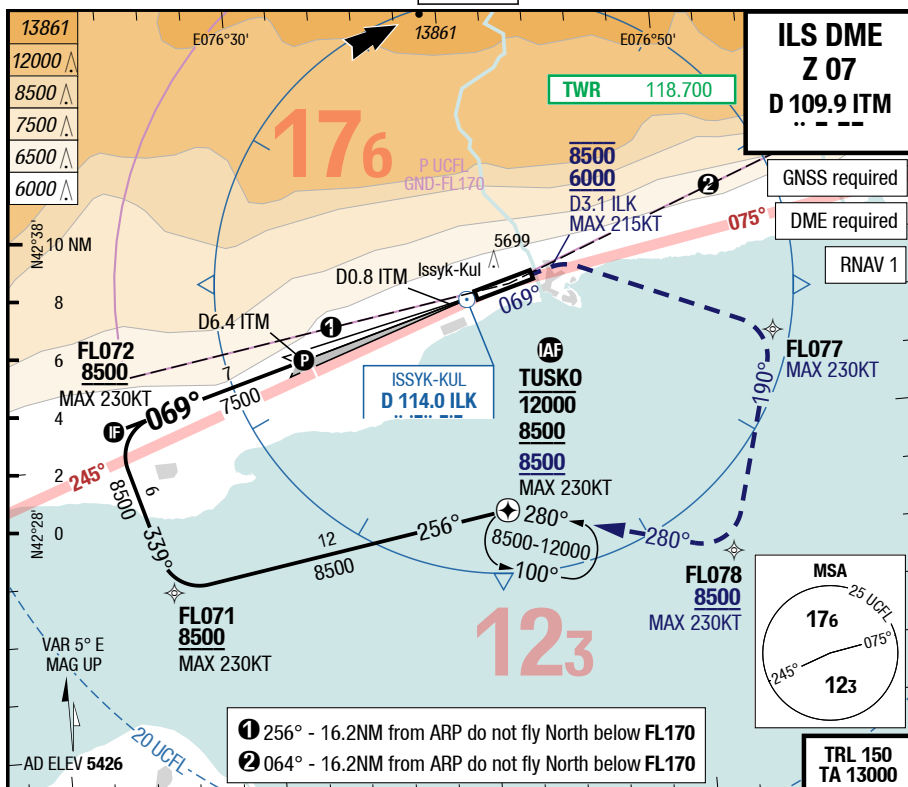 13861
12000
8500
7500
6500
6000
E076°30'
13861
E076°50'
ILS DME
Z 07
D 109.9 ITM
TWR 118.700
176
P UCFL
GND-FL170
8500
6000
D3.1 ILK
MAX 215KT
2
GNSS required
DME required
RNAV 1
075°
N42°38'
10 NM
8
6
4
2
0
N42°28'
5699
Issyk-Kul
D0.8 ITM
069°
D6.4 ITM
1
P
FL072
8500
MAX 230KT
7
7500
069°
IF
245°
ISSYK-KUL
D 114.0 ILK
IAF
TUSKO
12000
8500
8500
MAX 230KT
FL077
MAX 230KT
190°
6
8500
339°
12
8500
256°
280°
8500-12000
100°
280°
FL078
8500
MAX 230KT
FL071
8500
MAX 230KT
123
VAR 5° E
MAG UP
AD ELEV 5426
20 UCFL
MSA
25 UCFL
176
075°
245°
123
1 256° - 16.2NM from ARP do not fly North below FL170
2 064° - 16.2NM from ARP do not fly North below FL170
TRL 150
TA 13000